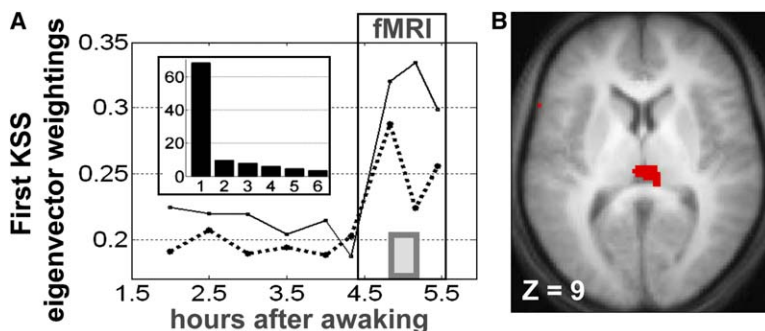 A
B
First KSS
eigenvector weightings
fMRI
0.35
0.3
0.25
0.2
60
40
20
0
1 2 3 4 5 6
1.5 2.5 3.5 4.5 5.5
hours after awaking
Z = 9